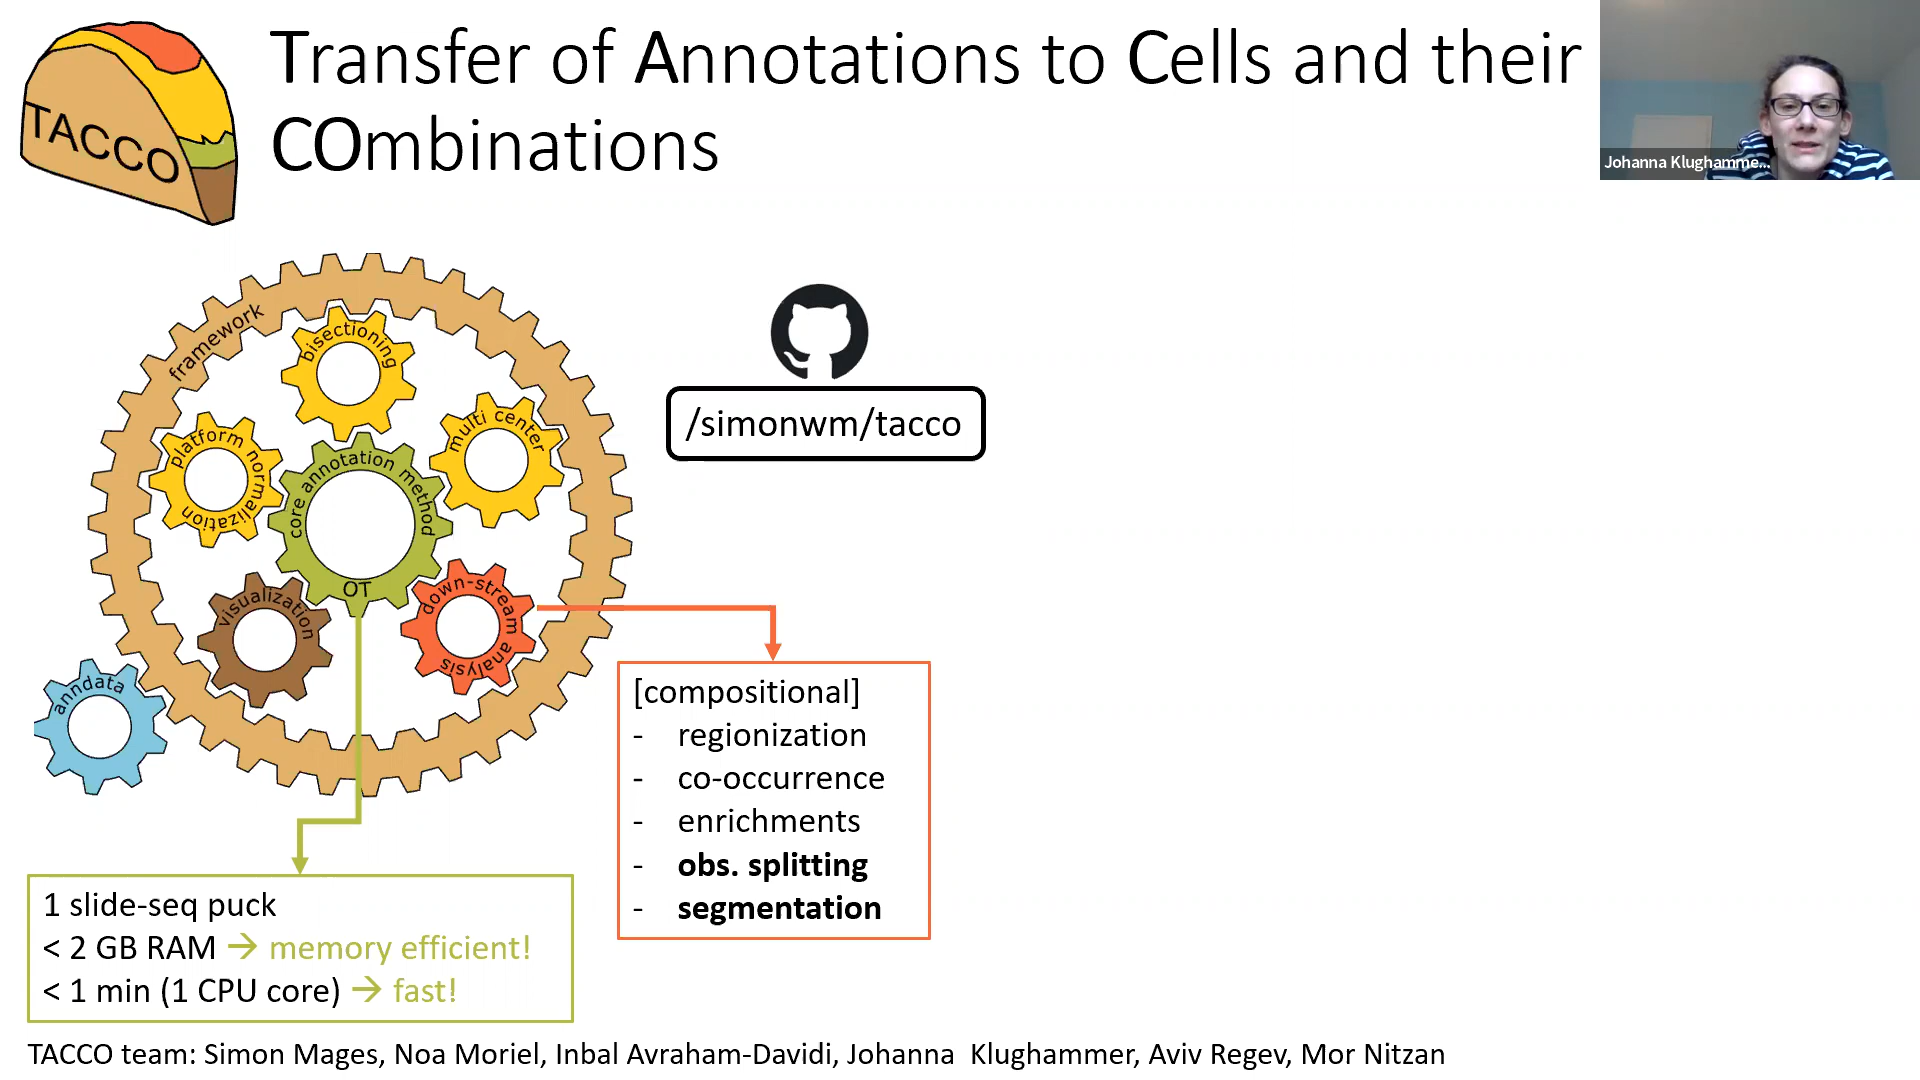 TACCO
Transfer of Annotations to Cells and their
COmbinations
Johanna Klughamme...
framework
bisectioning
platform normalization
multi center
core annotation method
OT
visualization
down-stream analysis
anndata
/simonwm/tacco
[compositional]
- regionization
- co-occurrence
- enrichments
- obs. splitting
- segmentation
1 slide-seq puck
< 2 GB RAM → memory efficient!
< 1 min (1 CPU core) → fast!
TACCO team: Simon Mages, Noa Moriel, Inbal Avraham-Davidi, Johanna Klughammer, Aviv Regev, Mor Nitzan